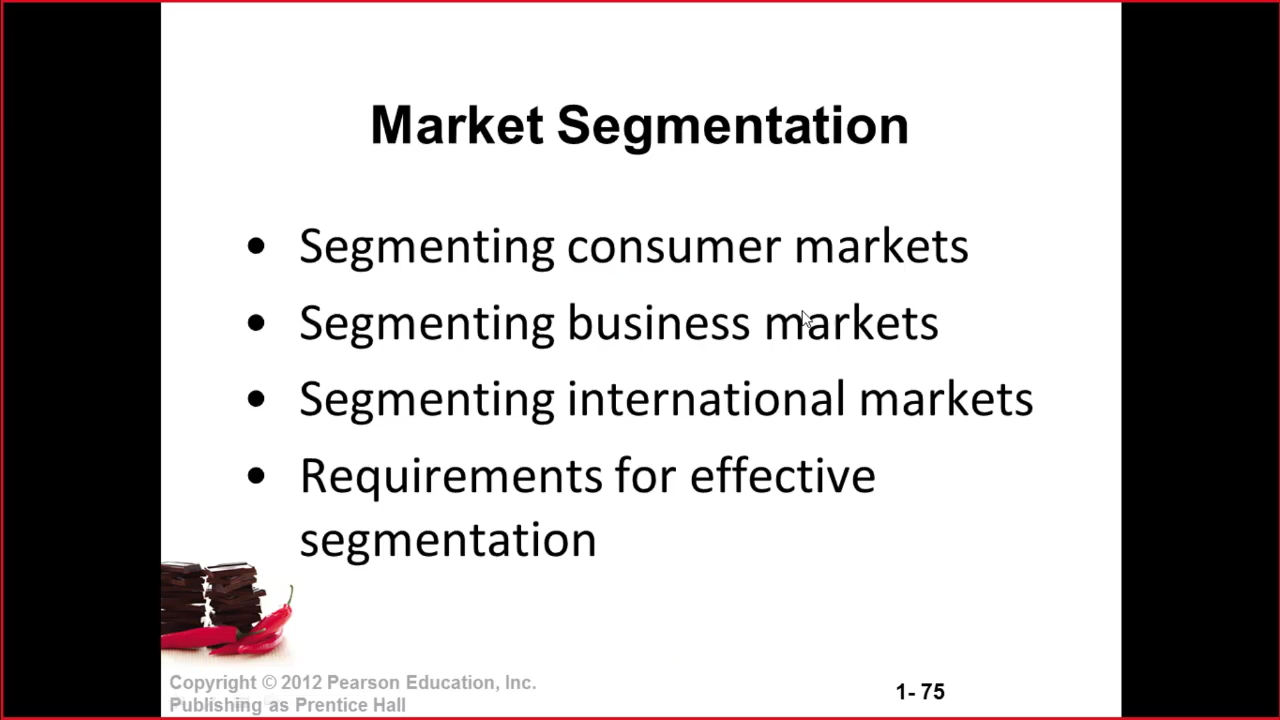 Market Segmentation
• Segmenting consumer markets
• Segmenting business markets
• Segmenting international markets
• Requirements for effective
segmentation
Copyright © 2012 Pearson Education, Inc.
Publishing as Prentice Hall
1- 75